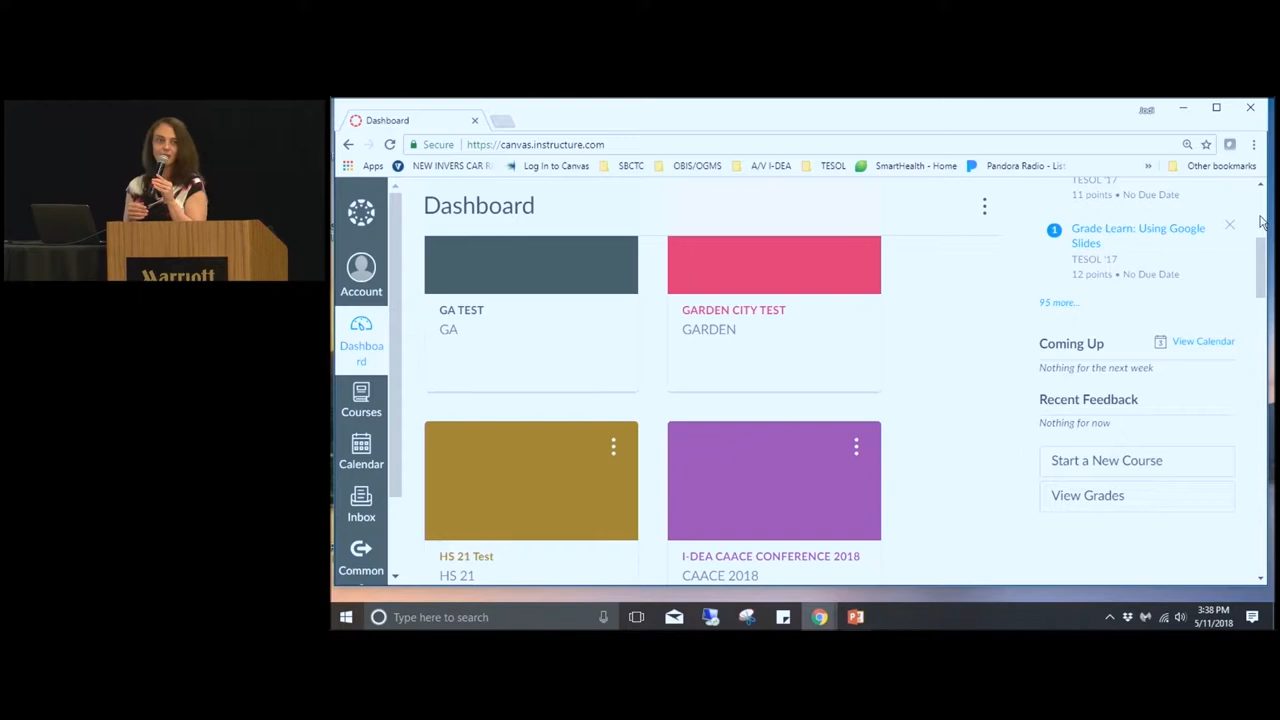 Marriott
Dashboard
Secure
https://canvas.instructure.com
Apps
NEW INVERS CAR R
Log In to Canvas
SBCTC
OBIS/OGMS
A/V I-DEA
TESOL
SmartHealth - Home
Pandora Radio - List
»
Other bookmarks
Account
Dashboa
rd
Courses
Calendar
Inbox
Common
Dashboard
GA TEST
GA
GARDEN CITY TEST
GARDEN
HS 21 Test
HS 21
I-DEA CAACE CONFERENCE 2018
CAACE 2018
TESOL '17
11 points • No Due Date
1
Grade Learn: Using Google
Slides
TESOL '17
12 points • No Due Date
95 more...
Coming Up
View Calendar
Nothing for the next week
Recent Feedback
Nothing for now
Start a New Course
View Grades
Type here to search
3:38 PM
5/11/2018